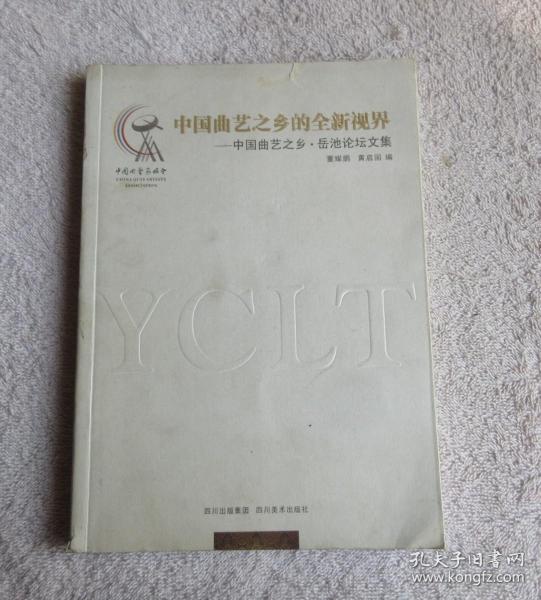 中国曲艺之乡的全新视界
——中国曲艺之乡·岳池论坛文集
董耀鹏 黄启国 编
中国曲艺家协会
CHINA QUYI ARTISTS
ASSOCIATION
YCLT
四川出版集团 四川美术出版社
孔夫子旧书网
www.kongfz.com